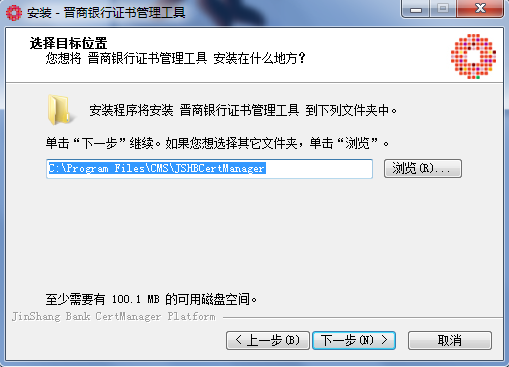 安装 - 晋商银行证书管理工具
选择目标位置
您想将 晋商银行证书管理工具 安装在什么地方？
安装程序将安装 晋商银行证书管理工具 到下列文件夹中。
单击“下一步”继续。如果您想选择其它文件夹，单击“浏览”。
C:\Program Files\CMS\JSHBCertManager
浏览(R)...
至少需要有 100.1 MB 的可用磁盘空间。
JinShang Bank CertManager Platform
< 上一步(B)
下一步(N) >
取消